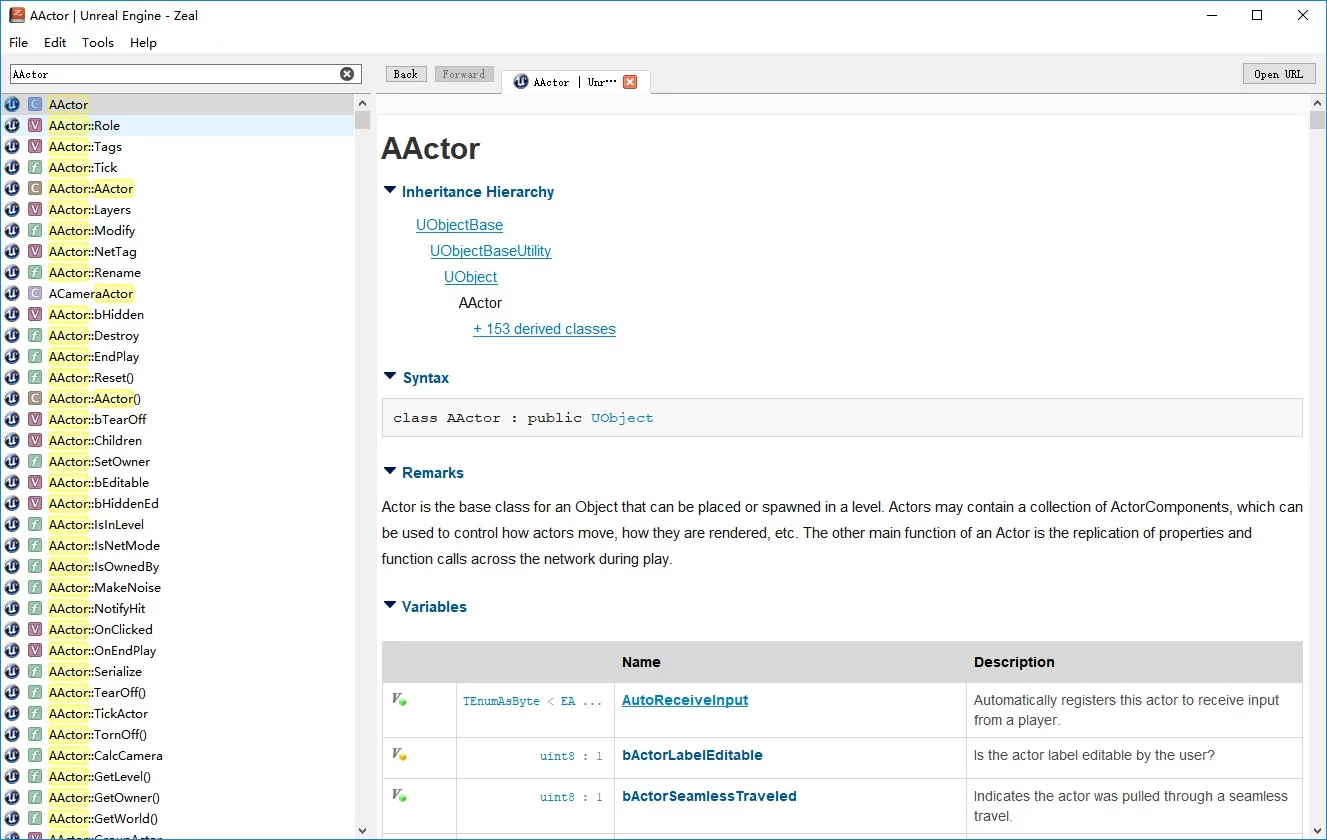 AActor | Unreal Engine - Zeal
File Edit Tools Help
AActor
Back Forward AActor | Unr··· Open URL
C AActor
V AActor::Role
V AActor::Tags
f AActor::Tick
C AActor::AActor
V AActor::Layers
f AActor::Modify
V AActor::NetTag
f AActor::Rename
C ACameraActor
V AActor::bHidden
f AActor::Destroy
f AActor::EndPlay
f AActor::Reset()
C AActor::AActor()
V AActor::bTearOff
V AActor::Children
f AActor::SetOwner
V AActor::bEditable
V AActor::bHiddenEd
f AActor::IsInLevel
f AActor::IsNetMode
f AActor::IsOwnedBy
f AActor::MakeNoise
f AActor::NotifyHit
V AActor::OnClicked
V AActor::OnEndPlay
f AActor::Serialize
f AActor::TearOff()
f AActor::TickActor
f AActor::TornOff()
f AActor::CalcCamera
f AActor::GetLevel()
f AActor::GetOwner()
f AActor::GetWorld()
V AActor::GroupActor
AActor
Inheritance Hierarchy
UObjectBase
UObjectBaseUtility
UObject
AActor
+ 153 derived classes
Syntax
class AActor : public UObject
Remarks
Actor is the base class for an Object that can be placed or spawned in a level. Actors may contain a collection of ActorComponents, which can
be used to control how actors move, how they are rendered, etc. The other main function of an Actor is the replication of properties and
function calls across the network during play.
Variables
Name Description
V TEnumAsByte < EA ... AutoReceiveInput Automatically registers this actor to receive input
from a player.
V uint8 : 1 bActorLabelEditable Is the actor label editable by the user?
V uint8 : 1 bActorSeamlessTraveled Indicates the actor was pulled through a seamless
travel.